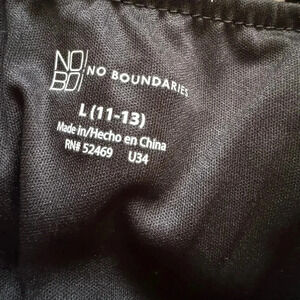 NO
BO
NO BOUNDARIES
L (11-13)
Made in/Hecho en China
RN# 52469 U34